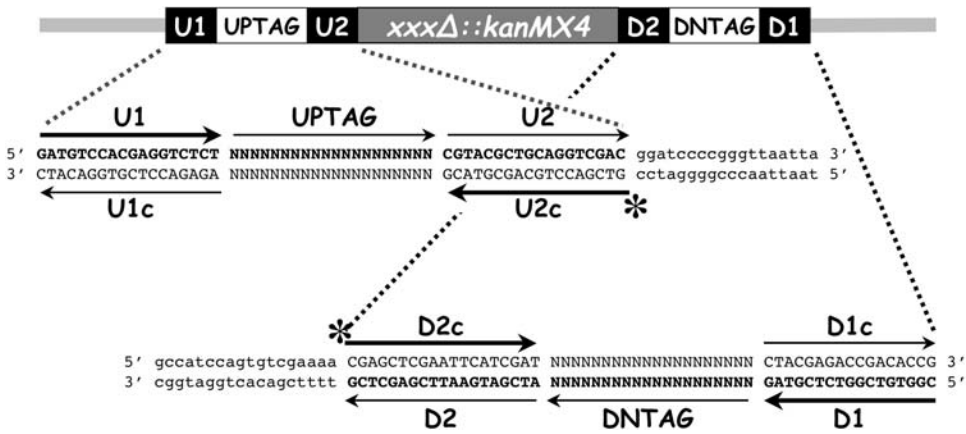 U1 UPTAG U2 xxxΔ::kanMX4 D2 DNTAG D1
U1 UPTAG U2
5’ GATGTCCACGAGGTCTCT NNNNNNNNNNNNNNNNNNNN CGTACGCTGCAGGTCGAC ggatccccgggttaatta 3’
3’ CTACAGGTGCTCCAGAGA NNNNNNNNNNNNNNNNNNNN GCATGCGACGTCCAGCTG cctaggggcccaattaat 5’
U1c U2c *
* D2c D1c
5’ gccatccagtgtcgaaaa CGAGCTCGAATTCATCGAT NNNNNNNNNNNNNNNNNNNN CTACGAGACCGACACCG 3’
3’ cggtaggtcacagctttt GCTCGAGCTTAAGTAGCTA NNNNNNNNNNNNNNNNNNNN GATGCTCTGGCTGTGGC 5’
D2 DNTAG D1